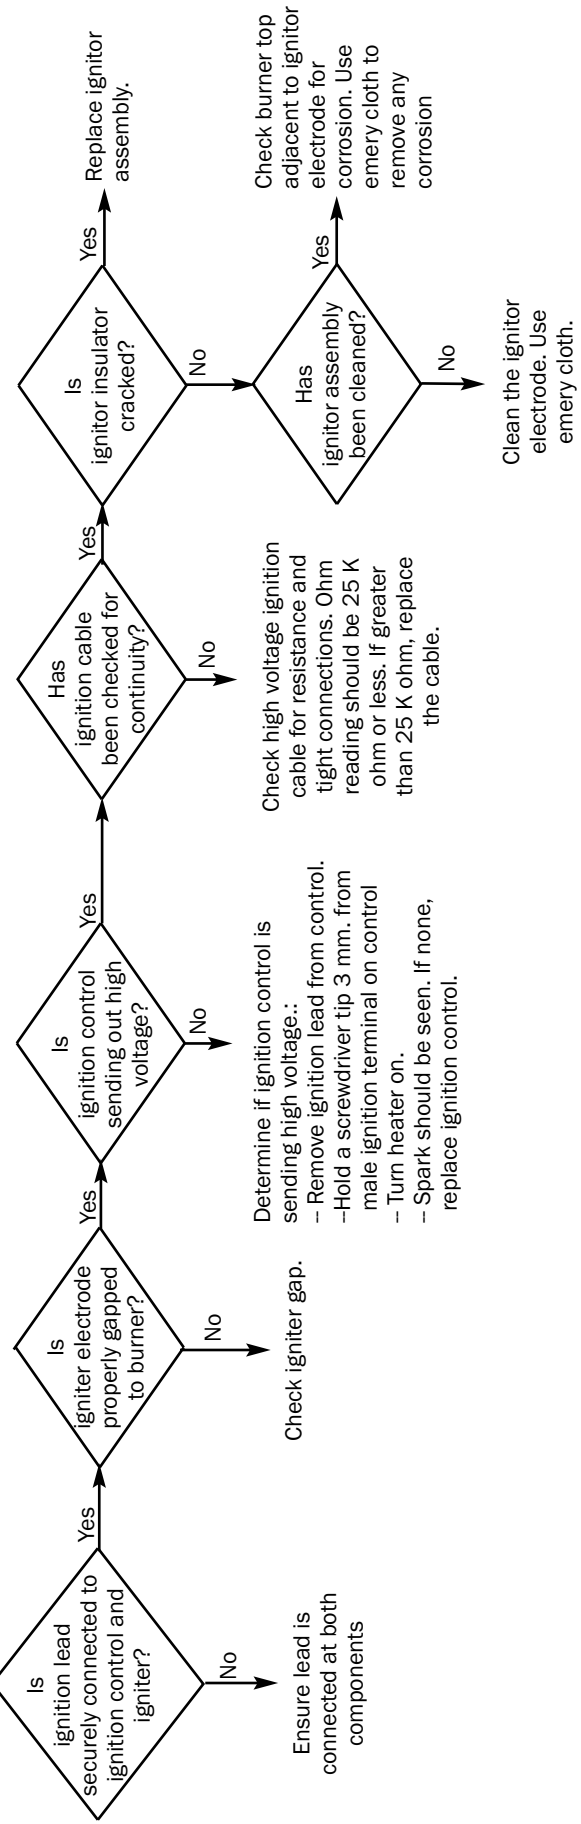 Is
ignition lead
securely connected to
ignition control and
igniter?
Yes
No
Ensure lead is
connected at both
components
Is
igniter electrode
properly gapped
to burner?
Yes
No
Check igniter gap.
Is
ignition control
sending out high
voltage?
Yes
No
Determine if ignition control is
sending high voltage.:
-- Remove ignition lead from control.
--Hold a screwdriver tip 3 mm. from
male ignition terminal on control
-- Turn heater on.
-- Spark should be seen. If none,
replace ignition control.
Has
ignition cable
been checked for
continuity?
Yes
No
Check high voltage ignition
cable for resistance and
tight connections. Ohm
reading should be 25 K
ohm or less. If greater
than 25 K ohm, replace
the cable.
Is
ignitor insulator
cracked?
Yes
Replace ignitor
assembly.
No
Has
ignitor assembly
been cleaned?
Yes
Check burner top
adjacent to ignitor
electrode for
corrosion. Use
emery cloth to
remove any
corrosion
No
Clean the ignitor
electrode. Use
emery cloth.